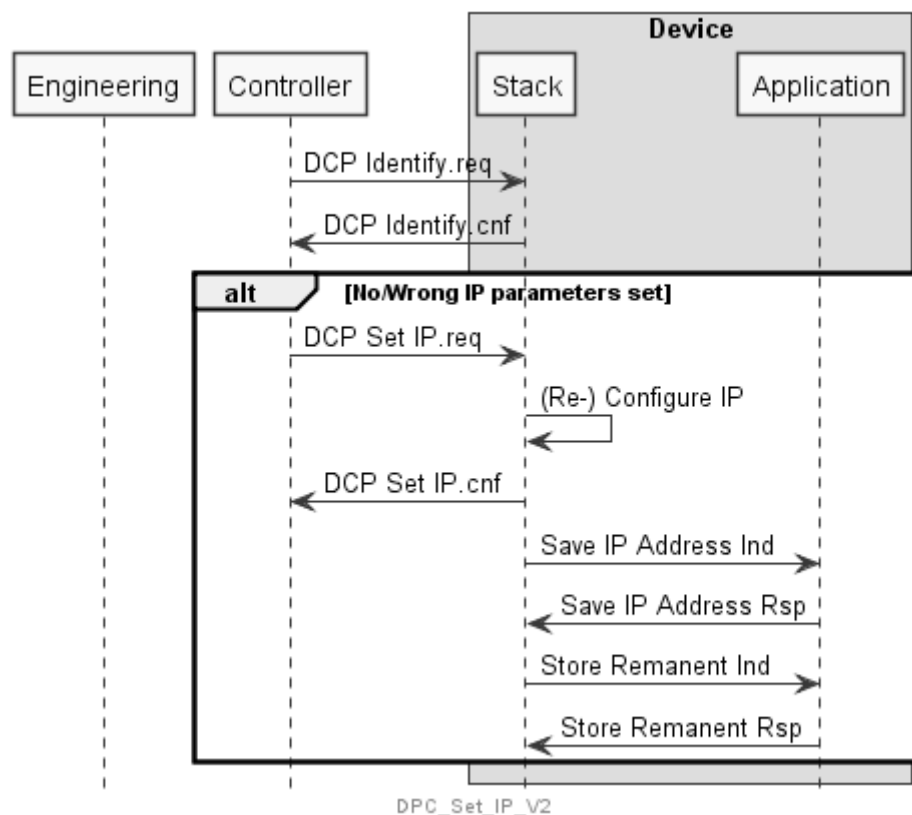 Device
Engineering
Controller
Stack
Application
DCP Identify.req
DCP Identify.cnf
alt
[No/Wrong IP parameters set]
DCP Set IP.req
(Re-) Configure IP
DCP Set IP.cnf
Save IP Address Ind
Save IP Address Rsp
Store Remanent Ind
Store Remanent Rsp
DPC_Set_IP_V2